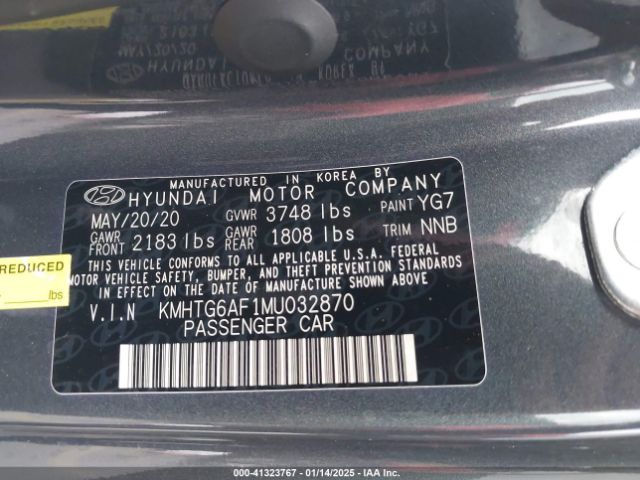 MANUFACTURED IN KOREA BY
HYUNDAI MOTOR COMPANY
MAY/20/20 GVWR 3748 lbs PAINT YG7
GAWR FRONT 2183 lbs GAWR REAR 1808 lbs TRIM NNB
THIS VEHICLE CONFORMS TO ALL APPLICABLE U.S.A. FEDERAL
MOTOR VEHICLE SAFETY, BUMPER, AND THEFT PREVENTION STANDARDS
IN EFFECT ON THE DATE OF MANUFACTURE SHOWN ABOVE.
V.I.N KMHTG6AF1MU032870
PASSENGER CAR
REDUCED
lbs
000-41323767 - 01/14/2025 - IAA Inc.